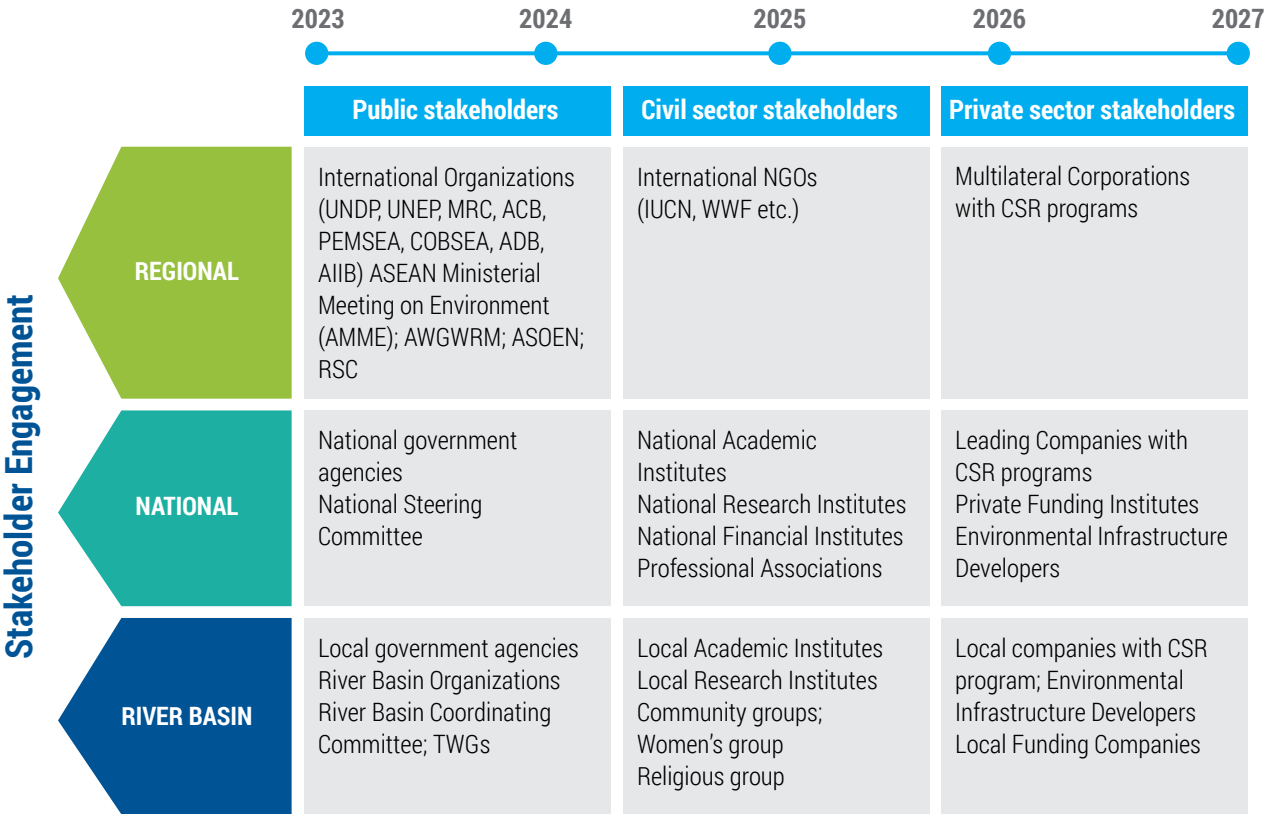 2023 2024 2025 2026 2027
Public stakeholders
Civil sector stakeholders
Private sector stakeholders
Stakeholder Engagement
REGIONAL
International Organizations
(UNDP, UNEP, MRC, ACB,
PEMSEA, COBSEA, ADB,
AIIB) ASEAN Ministerial
Meeting on Environment
(AMME); AWGWRM; ASOEN;
RSC
International NGOs
(IUCN, WWF etc.)
Multilateral Corporations
with CSR programs
NATIONAL
National government
agencies
National Steering
Committee
National Academic
Institutes
National Research Institutes
National Financial Institutes
Professional Associations
Leading Companies with
CSR programs
Private Funding Institutes
Environmental Infrastructure
Developers
RIVER BASIN
Local government agencies
River Basin Organizations
River Basin Coordinating
Committee; TWGs
Local Academic Institutes
Local Research Institutes
Community groups;
Women's group
Religious group
Local companies with CSR
program; Environmental
Infrastructure Developers
Local Funding Companies